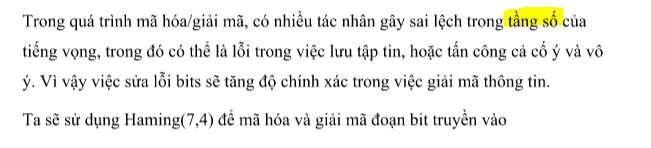 Trong quá trình mã hóa/giải mã, có nhiều tác nhân gây sai lệch trong tầng số của
tiếng vọng, trong đó có thể là lỗi trong việc lưu tập tin, hoặc tấn công cả cố ý và vô
ý. Vì vậy việc sửa lỗi bits sẽ tăng độ chính xác trong việc giải mã thông tin.
Ta sẽ sử dụng Haming(7,4) để mã hóa và giải mã đoạn bit truyền vào